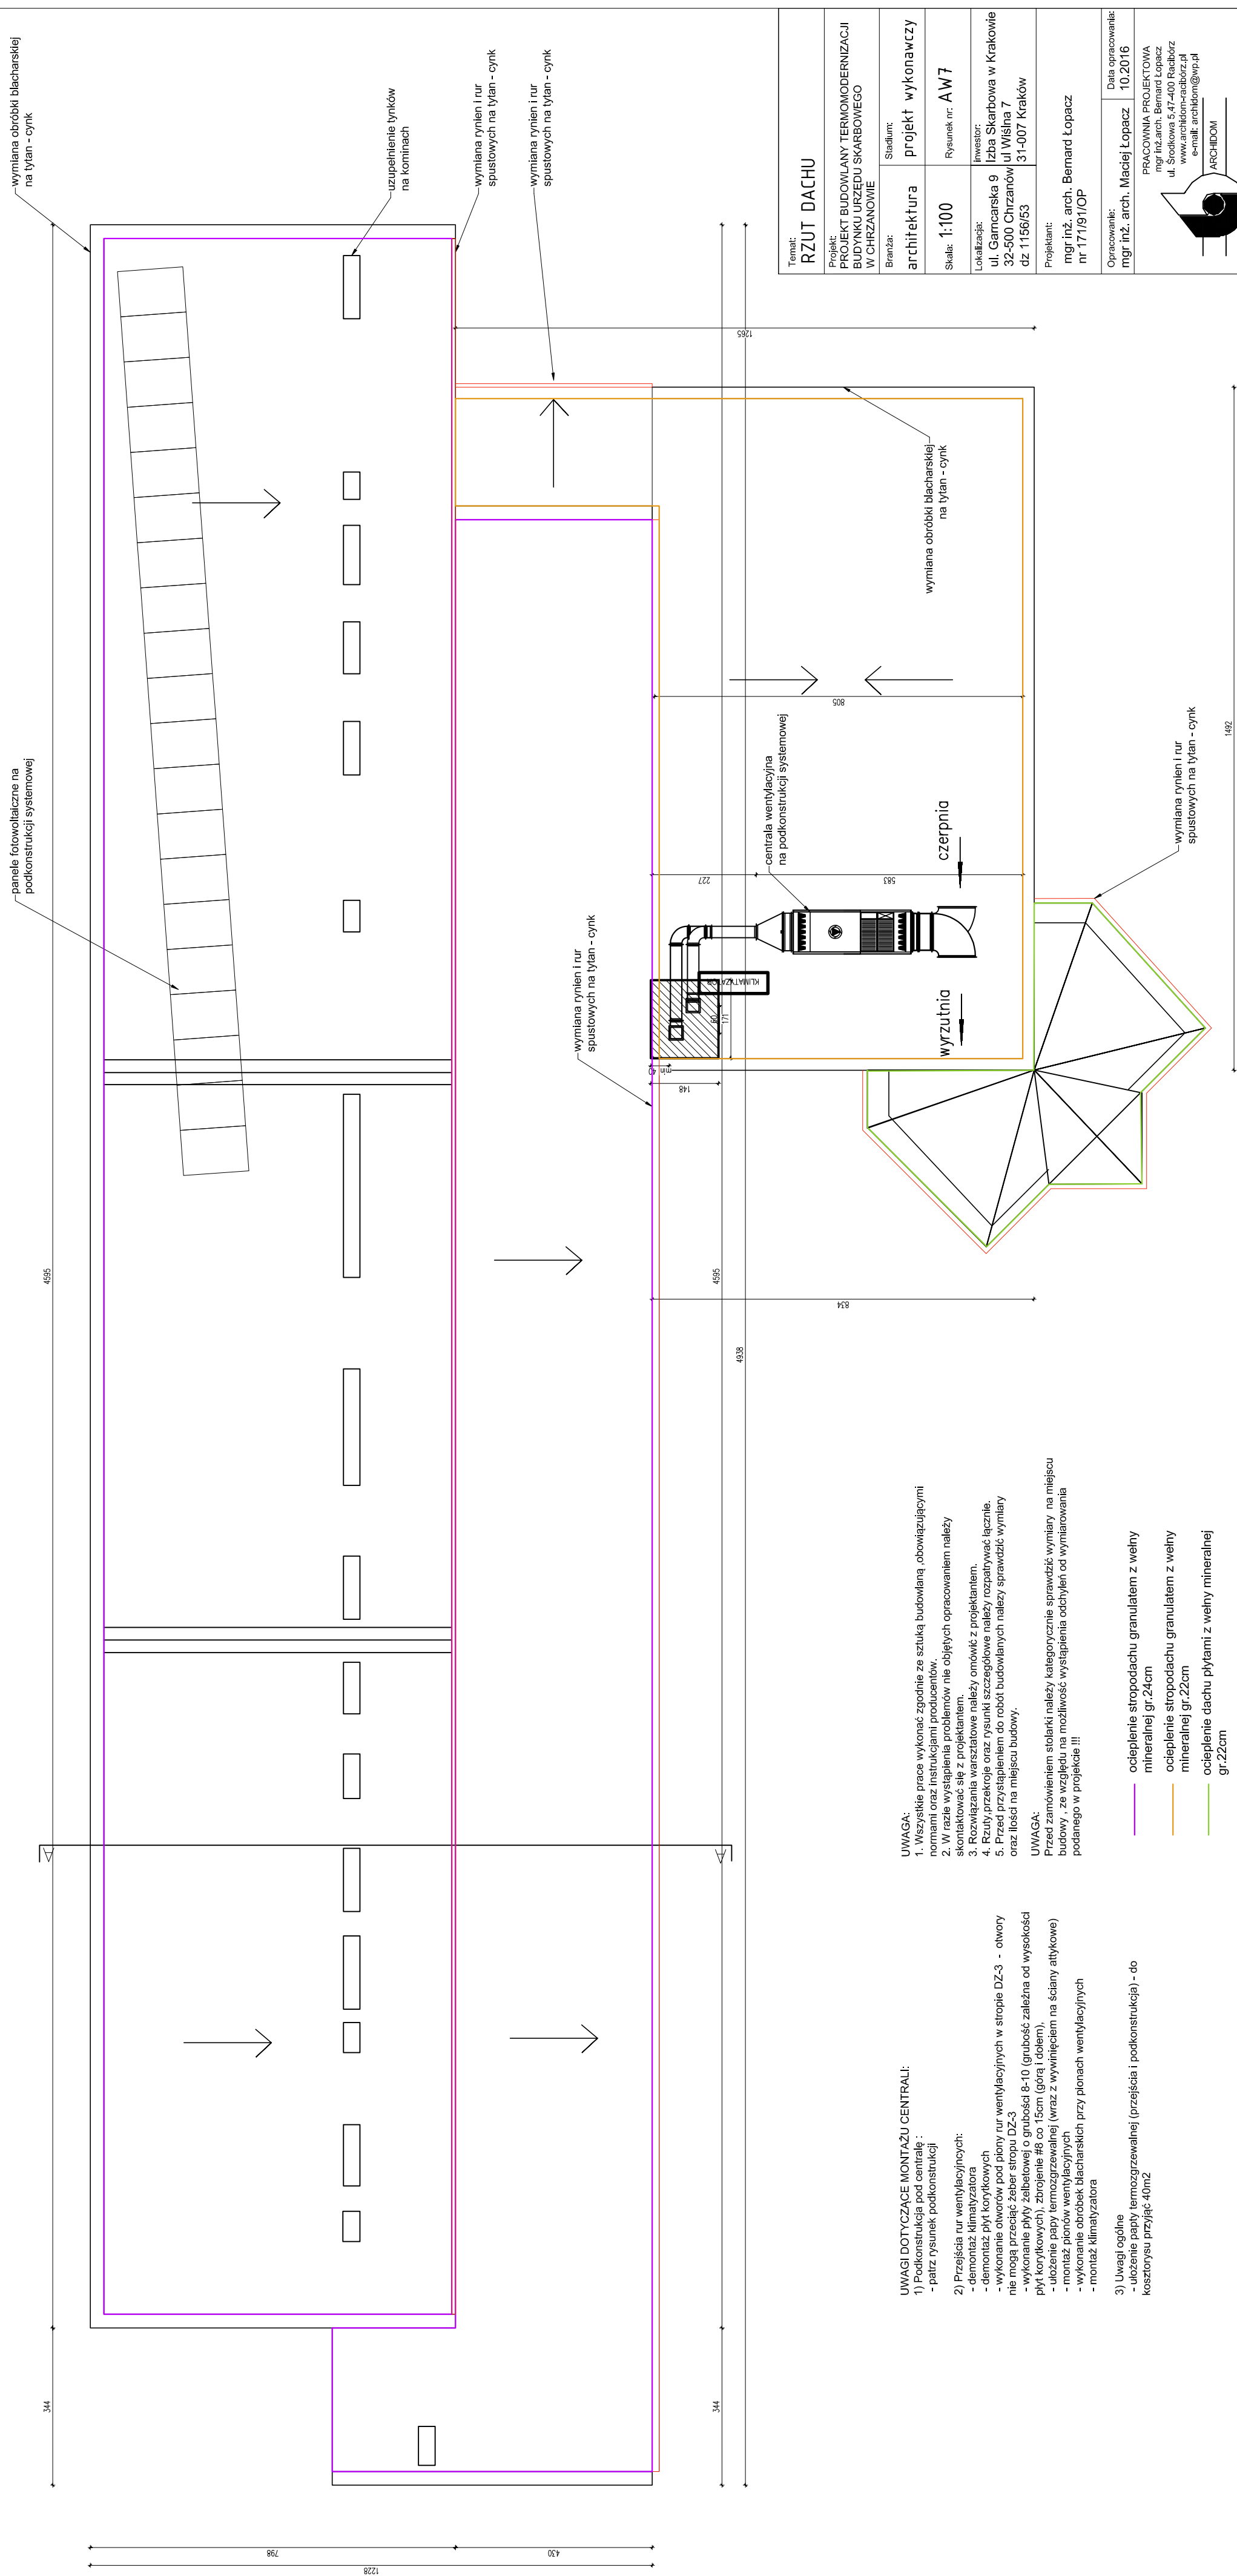 wymiana obróbki blacharskiej
na tytan - cynk
uzupełnienie tynków
na kominach
wymiana rynien i rur
spustowych na tytan - cynk
wymiana rynien i rur
spustowych na tytan - cynk
panele fotowoltaiczne na
podkonstrukcji systemowej
wymiana rynien i rur
spustowych na tytan - cynk
wymiana obróbki blacharskiej
na tytan - cynk
centrala wentylacyjna
na podkonstrukcji systemowej
wymiana rynien i rur
spustowych na tytan - cynk
czerpnia
wyrzutnia
KLIMATYZATOR
4595
344
4595
344
4938
1265
1492
805
227
583
834
148
min 40
60
171
798
430
1228
A
A
Temat:
RZUT DACHU
Projekt:
PROJEKT BUDOWLANY TERMOMODERNIZACJI
BUDYNKU URZĘDU SKARBOWEGO
W CHRZANOWIE
Branża:
architektura
Stadium:
projekt wykonawczy
Skala: 1:100
Rysunek nr: AW7
Lokalizacja:
ul. Garncarska 9
32-500 Chrzanów
dz 1156/53
Inwestor:
Izba Skarbowa w Krakowie
ul Wiślna 7
31-007 Kraków
Projektant:
mgr inż. arch. Bernard Łopacz
nr 171/91/OP
Opracowanie:
mgr inż. arch. Maciej Łopacz
Data opracowania:
10.2016
PRACOWNIA PROJEKTOWA
mgr inż.arch. Bernard Łopacz
ul. Środkowa 5,47-400 Racibórz
www.archidom-racibórz.pl
e-mail: archidom@wp.pl
ARCHIDOM
UWAGA:
1. Wszystkie prace wykonać zgodnie ze sztuką budowlaną ,obowiązującymi
normami oraz instrukcjami producentów.
2. W razie wystąpienia problemów nie objętych opracowaniem należy
skontaktować się z projektantem.
3. Rozwiązania warsztatowe należy omówić z projektantem.
4. Rzuty,przekroje oraz rysunki szczegółowe należy rozpatrywać łącznie.
5. Przed przystąpieniem do robót budowlanych nalezy sprawdzić wymiary
oraz ilości na miejscu budowy.
UWAGA:
Przed zamówieniem stolarki należy kategorycznie sprawdzić wymiary na miejscu
budowy , ze względu na możliwość wystąpienia odchyleń od wymiarowania
podanego w projekcie !!!
ocieplenie stropodachu granulatem z wełny
mineralnej gr.24cm
ocieplenie stropodachu granulatem z wełny
mineralnej gr.22cm
ocieplenie dachu płytami z wełny mineralnej
gr.22cm
UWAGI DOTYCZĄCE MONTAŻU CENTRALI:
1) Podkonstrukcja pod centralę :
- patrz rysunek podkonstrukcji
2) Przejścia rur wentylacyjncych:
- demontaż klimatyzatora
- demontaż płyt korytkowych
- wykonanie otworów pod piony rur wentylacyjnych w stropie DZ-3 - otwory
nie mogą przeciąć żeber stropu DZ-3
- wykonanie płyty żelbetowej o grubości 8-10 (grubość zależna od wysokości
płyt korytkowych), zbrojenie #8 co 15cm (górą i dołem),
- ułożenie papy termozgrzewalnej (wraz z wywinięciem na ściany attykowe)
- montaż pionów wentylacyjnych
- wykonanie obróbek blacharskich przy pionach wentylacyjnych
- montaż klimatyzatora
3) Uwagi ogólne
- ułożenie papty termozgrzewalnej (przejścia i podkonstrukcja) - do
kosztorysu przyjąć 40m2